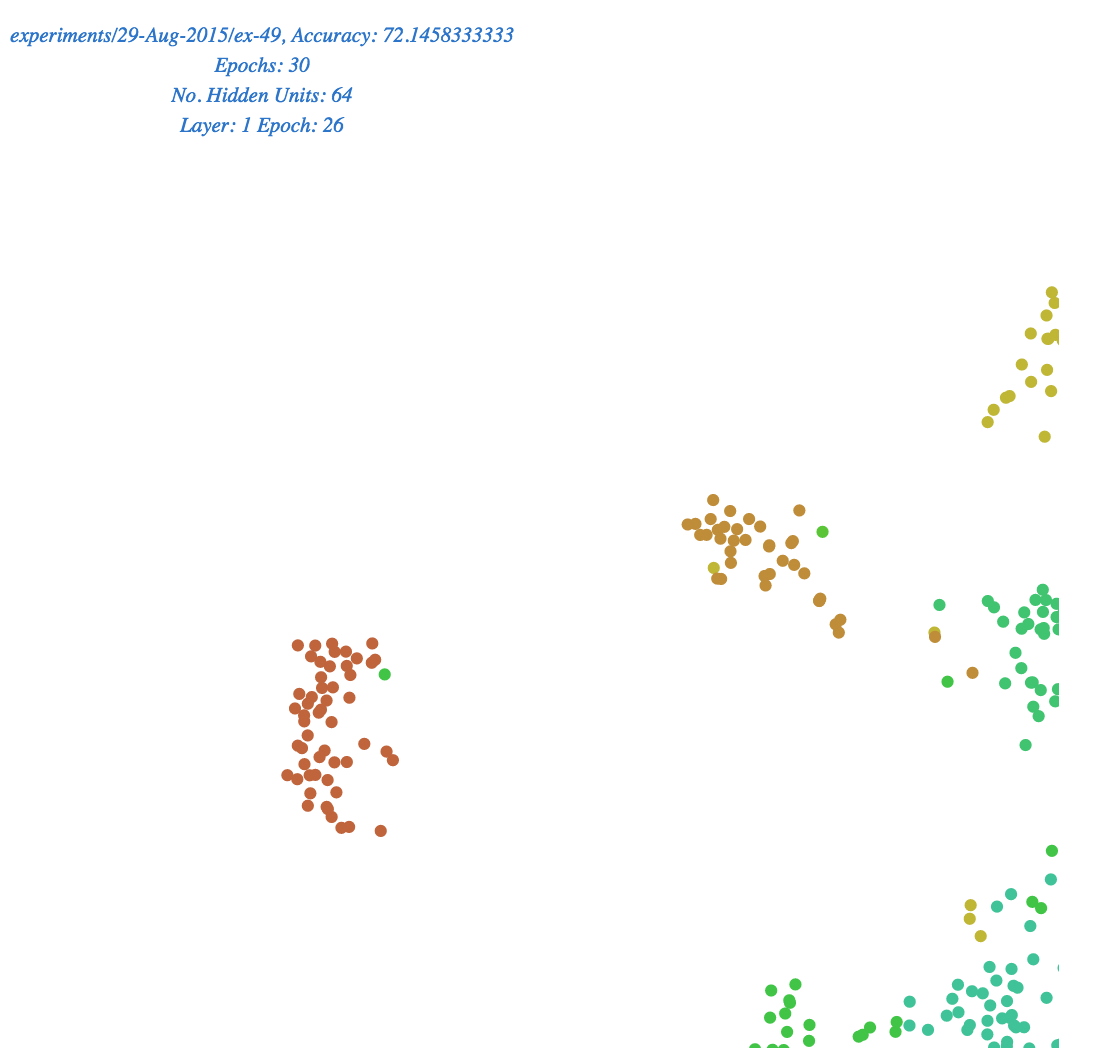 experiments/29-Aug-2015/ex-49, Accuracy: 72.1458333333
Epochs: 30
No. Hidden Units: 64
Layer: 1 Epoch: 26